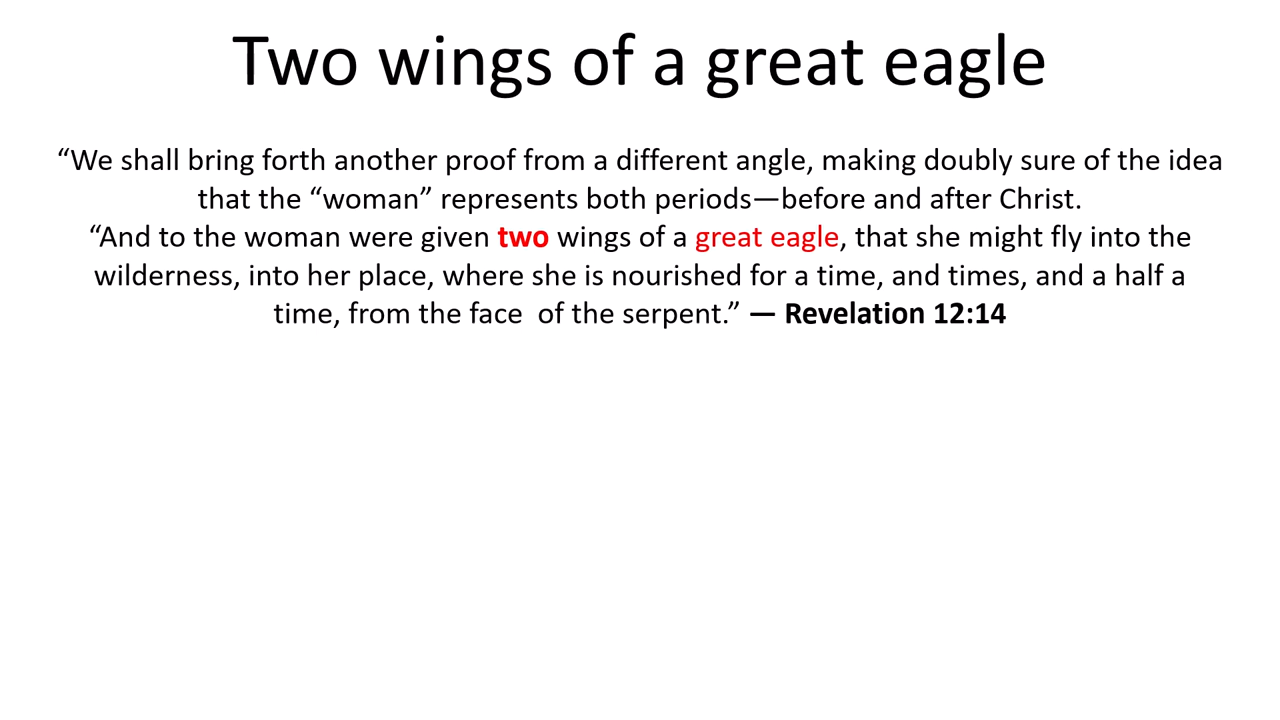 Two wings of a great eagle
“We shall bring forth another proof from a different angle, making doubly sure of the idea
that the “woman” represents both periods—before and after Christ.
“And to the woman were given two wings of a great eagle, that she might fly into the
wilderness, into her place, where she is nourished for a time, and times, and a half a
time, from the face  of the serpent.” — Revelation 12:14